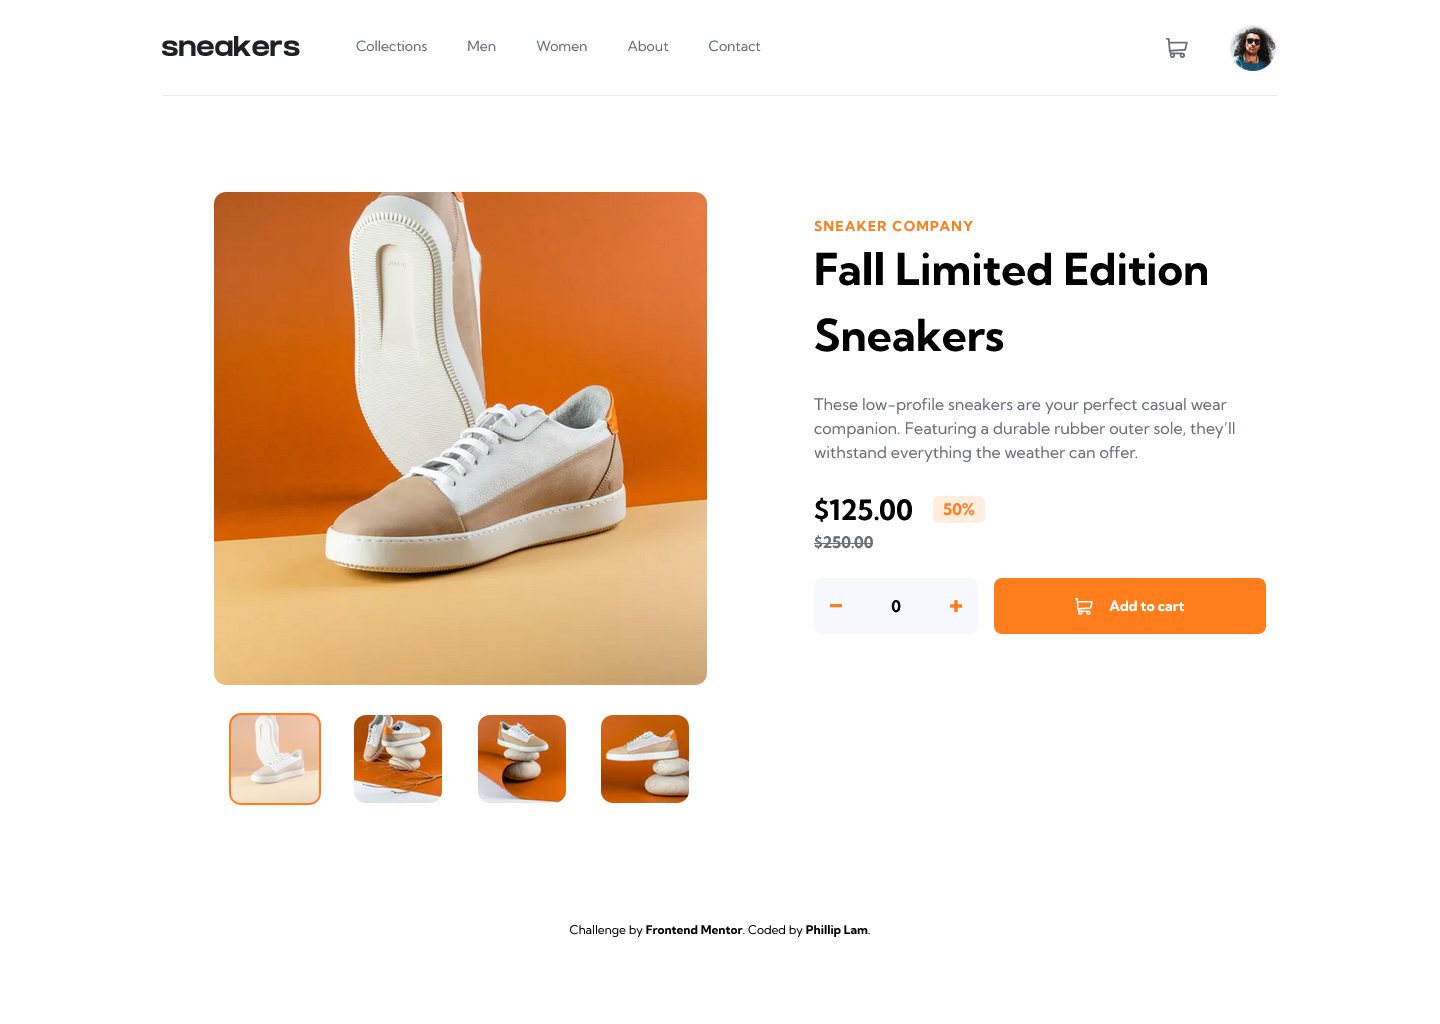 sneakers
Collections
Men
Women
About
Contact
SNEAKER COMPANY
Fall Limited Edition
Sneakers
These low-profile sneakers are your perfect casual wear
companion. Featuring a durable rubber outer sole, they’ll
withstand everything the weather can offer.
$125.00 50%
$250.00
0
Add to cart
Challenge by Frontend Mentor. Coded by Phillip Lam.